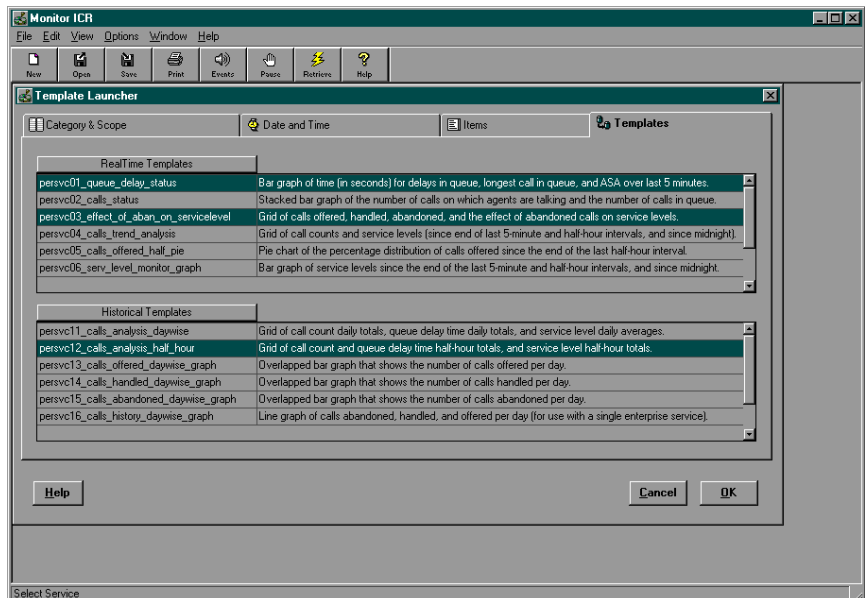 Monitor ICR
File Edit View Options Window Help
New Open Save Print Events Pause Retrieve Help
Template Launcher
Category & Scope Date and Time Items Templates
RealTime Templates
persvc01_queue_delay_status Bar graph of time (in seconds) for delays in queue, longest call in queue, and ASA over last 5 minutes.
persvc02_calls_status Stacked bar graph of the number of calls on which agents are talking and the number of calls in queue.
persvc03_effect_of_aban_on_servicelevel Grid of calls offered, handled, abandoned, and the effect of abandoned calls on service levels.
persvc04_calls_trend_analysis Grid of call counts and service levels (since end of last 5-minute and half-hour intervals, and since midnight).
persvc05_calls_offered_half_pie Pie chart of the percentage distribution of calls offered since the end of the last half-hour interval.
persvc06_serv_level_monitor_graph Bar graph of service levels since the end of the last 5-minute and half-hour intervals, and since midnight.
Historical Templates
persvc11_calls_analysis_daywise Grid of call count daily totals, queue delay time daily totals, and service level daily averages.
persvc12_calls_analysis_half_hour Grid of call count and queue delay time half-hour totals, and service level half-hour totals.
persvc13_calls_offered_daywise_graph Overlapped bar graph that shows the number of calls offered per day.
persvc14_calls_handled_daywise_graph Overlapped bar graph that shows the number of calls handled per day.
persvc15_calls_abandoned_daywise_graph Overlapped bar graph that shows the number of calls abandoned per day.
persvc16_calls_history_daywise_graph Line graph of calls abandoned, handled, and offered per day (for use with a single enterprise service).
Help Cancel OK
Select Service